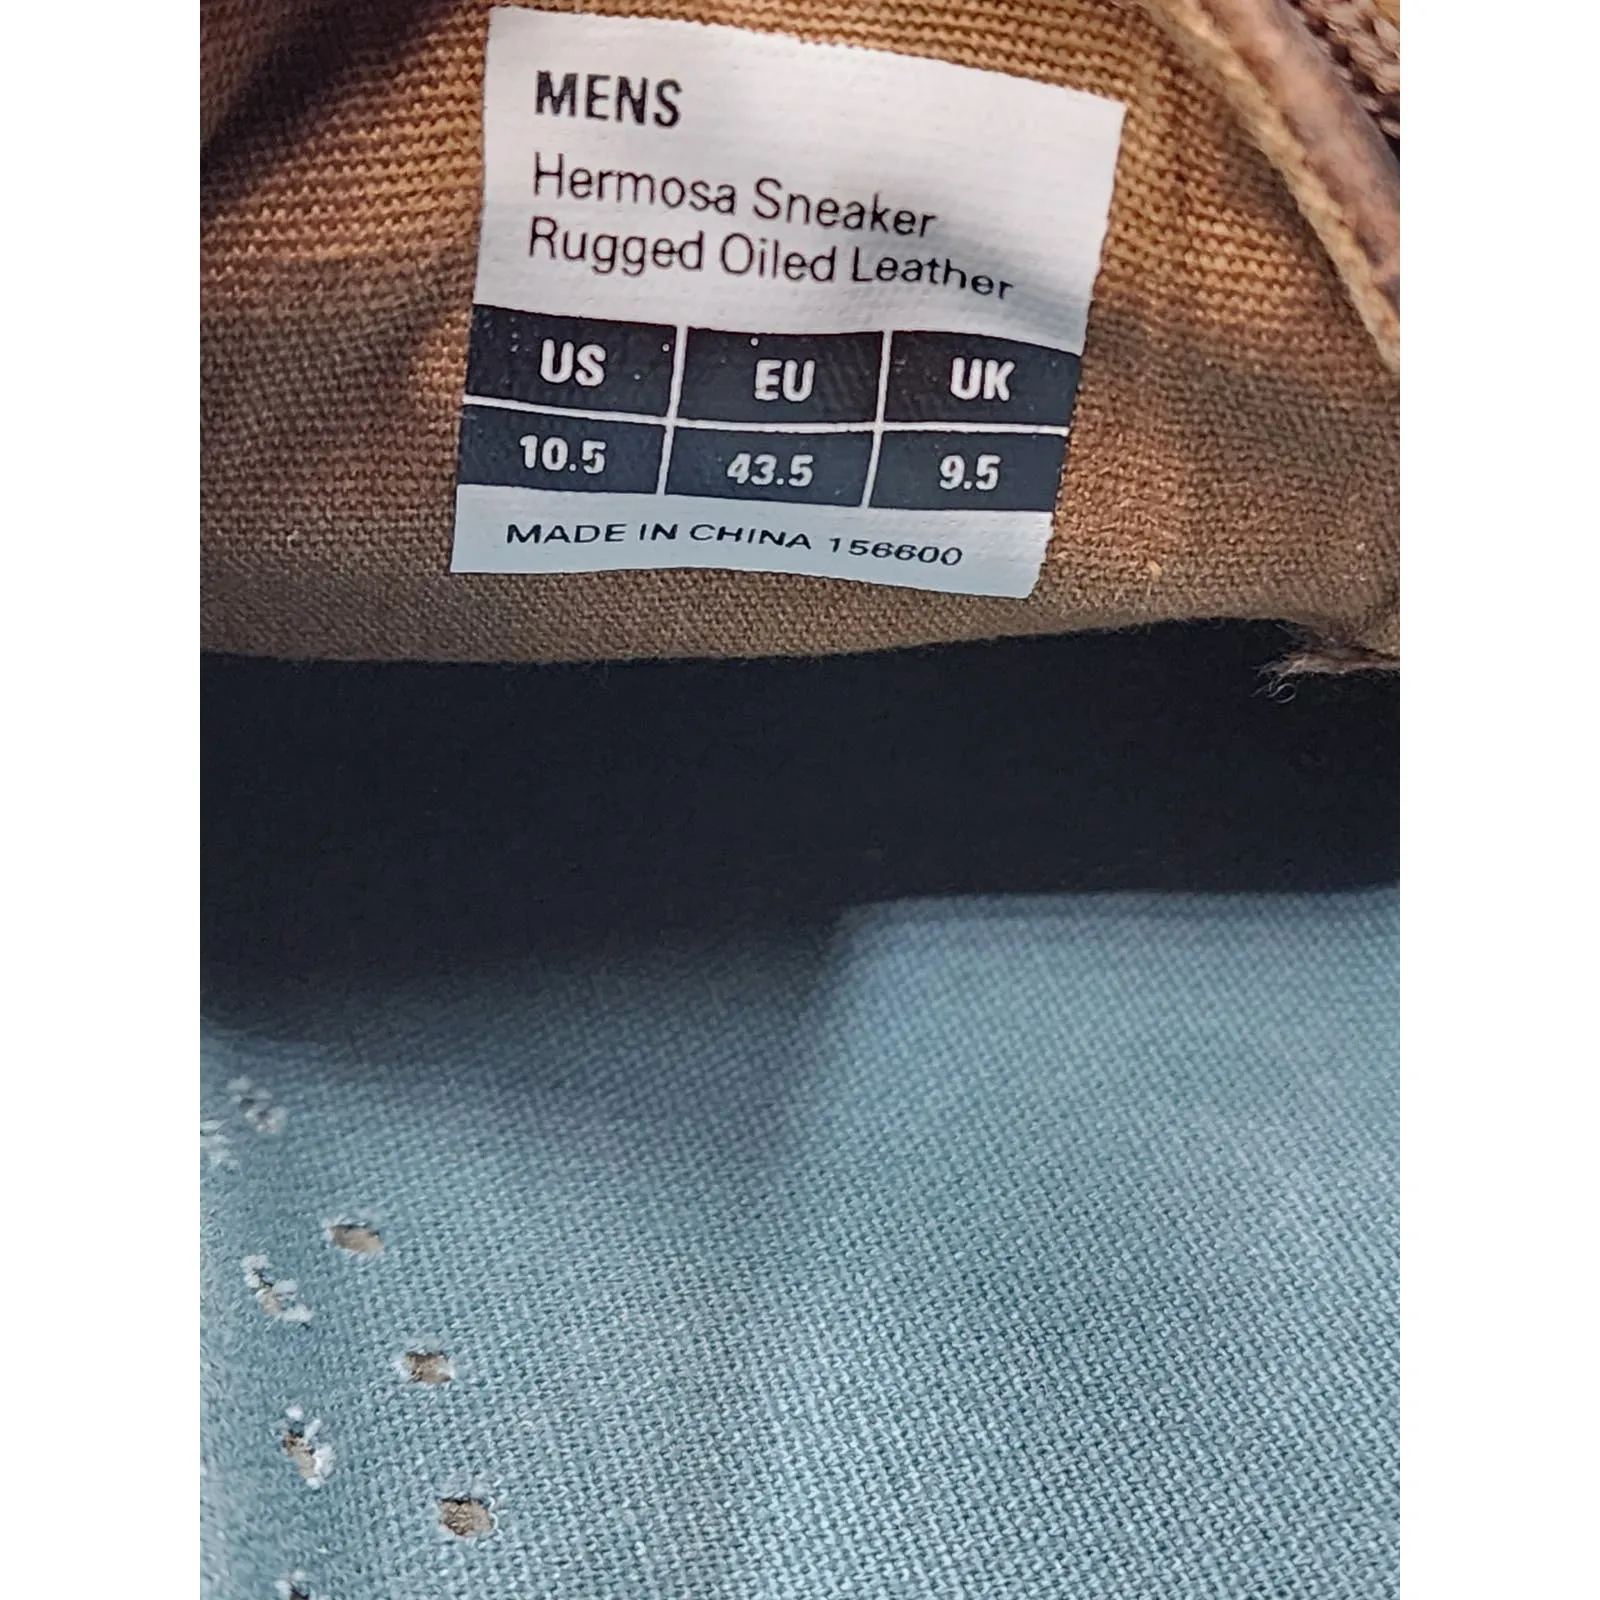 MENS
Hermosa Sneaker
Rugged Oiled Leather
US EU UK
10.5 43.5 9.5
MADE IN CHINA 156600